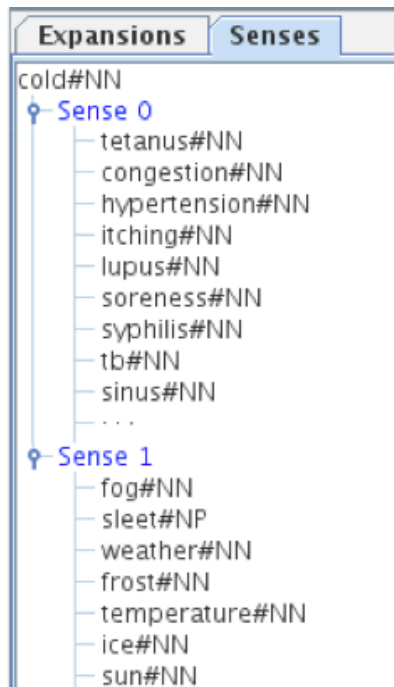 Expansions Senses
cold#NN
Sense 0
tetanus#NN
congestion#NN
hypertension#NN
itching#NN
lupus#NN
soreness#NN
syphilis#NN
tb#NN
sinus#NN
...
Sense 1
fog#NN
sleet#NP
weather#NN
frost#NN
temperature#NN
ice#NN
sun#NN